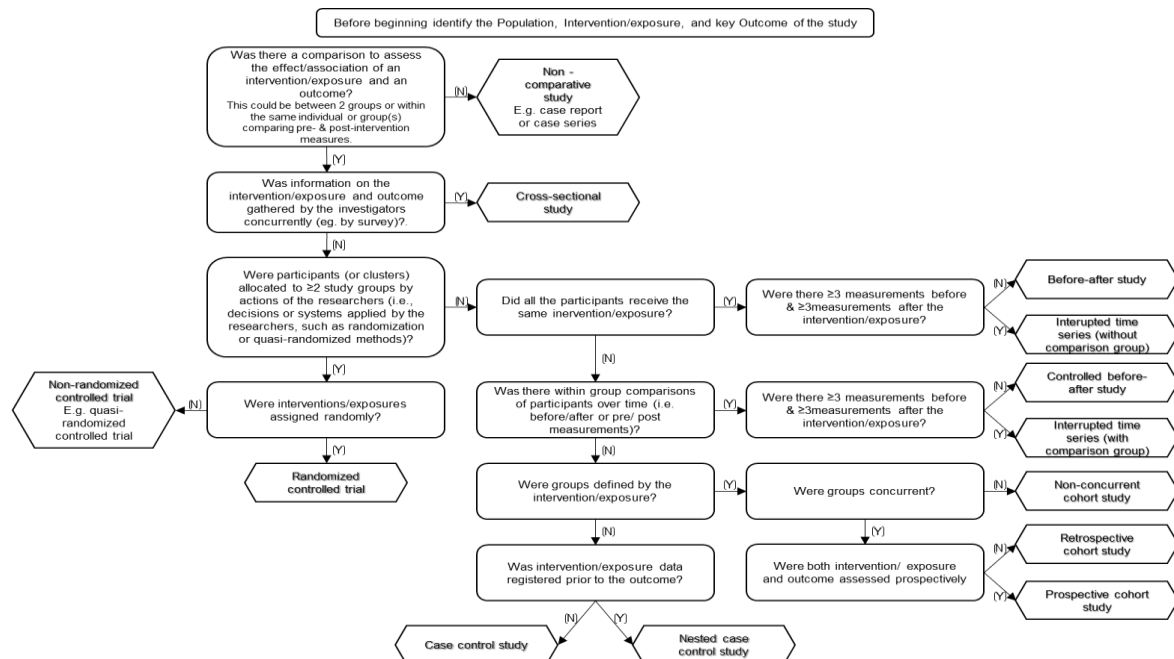 Before beginning identify the Population, Intervention/exposure, and key Outcome of the study
Was there a comparison to assess
the effect/association of an
intervention/exposure and an
outcome?
This could be between 2 groups or within
the same individual or group(s)
comparing pre- & post-intervention
measures.
(N)
Non -
comparative
study
E.g. case report
or case series
(Y)
Was information on the
intervention/exposure and outcome
gathered by the investigators
concurrently (eg. by survey)?.
(Y)
Cross-sectional
study
(N)
Were participants (or clusters)
allocated to ≥2 study groups by
actions of the researchers (i.e.,
decisions or systems applied by the
researchers, such as randomization
or quasi-randomized methods)?
(N)
Did all the participants receive the
same inervention/exposure?
(Y)
Were there ≥3 measurements before
& ≥3measurements after the
intervention/exposure?
(N)
Before-after
study
(Y)
Interupted time
series (without
comparison group)
(Y)
(N)
Were interventions/exposures
assigned randomly?
(N)
Non-randomized
controlled trial
E.g. quasi-
randomized
controlled trial
(Y)
Randomized
controlled trial
Was there within group comparisons
of participants over time (i.e.
before/after or pre/ post
measurements)?
(Y)
Were there ≥3 measurements before
& ≥3measurements after the
intervention/exposure?
(N)
Controlled before-
after study
(Y)
Interrupted time
series (with
comparison group)
(N)
Were groups defined by the
intervention/exposure?
(Y)
Were groups concurrent?
(N)
Non-concurrent
cohort study
(N)
(Y)
Was intervention/exposure data
registered prior to the outcome?
Were both intervention/ exposure
and outcome assessed prospectively
(N)
Retrospective
cohort study
(Y)
Prospective cohort
study
(N)
(Y)
Case control study
Nested case
control study